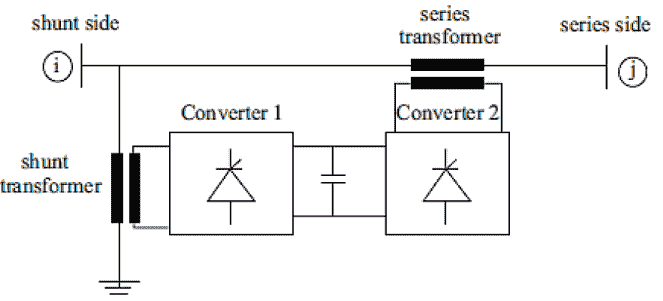 shunt side
series
transformer
series side
i
j
Converter 1
Converter 2
shunt
transformer